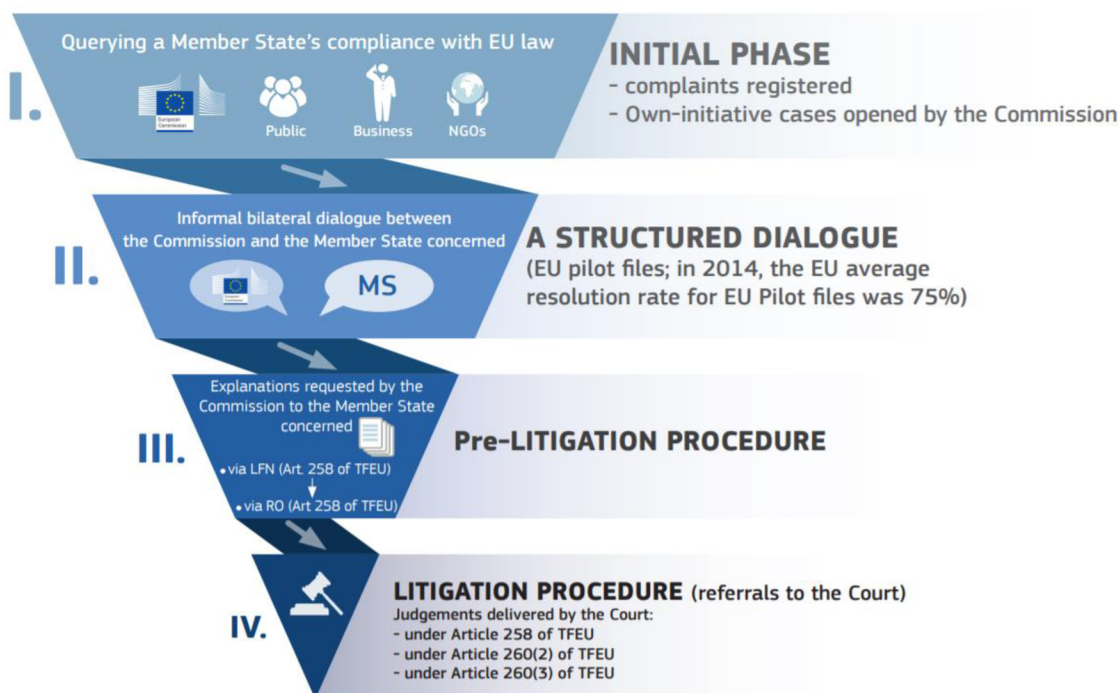 I.
Querying a Member State's compliance with EU law
European
Commission
Public
Business
NGOs
INITIAL PHASE
- complaints registered
- Own-initiative cases opened by the Commission
II.
Informal bilateral dialogue between
the Commission and the Member State concerned
MS
A STRUCTURED DIALOGUE
(EU pilot files; in 2014, the EU average
resolution rate for EU Pilot files was 75%)
III.
Explanations requested by the
Commission to the Member State
concerned
• via LFN (Art. 258 of TFEU)
• via RO (Art 258 of TFEU)
Pre-LITIGATION PROCEDURE
IV.
LITIGATION PROCEDURE (referrals to the Court)
Judgements delivered by the Court:
- under Article 258 of TFEU
- under Article 260(2) of TFEU
- under Article 260(3) of TFEU